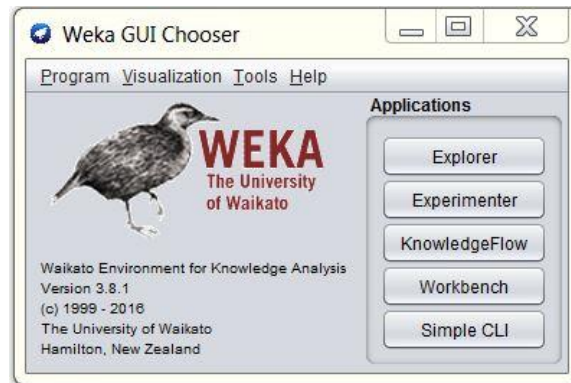 Weka GUI Chooser
Program Visualization Tools Help
WEKA
The University
of Waikato
Waikato Environment for Knowledge Analysis
Version 3.8.1
(c) 1999 - 2016
The University of Waikato
Hamilton, New Zealand
Applications
Explorer
Experimenter
KnowledgeFlow
Workbench
Simple CLI